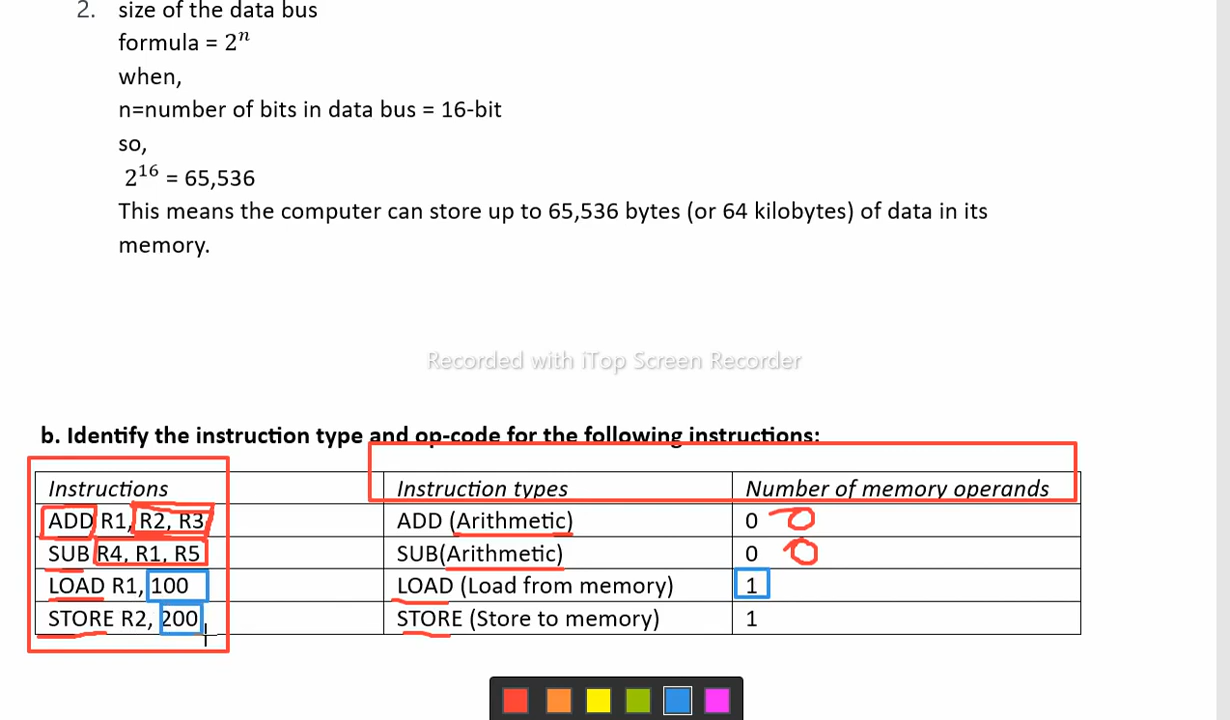 2. size of the data bus
formula = 2ⁿ
when,
n=number of bits in data bus = 16-bit
so,
2¹⁶ = 65,536
This means the computer can store up to 65,536 bytes (or 64 kilobytes) of data in its
memory.
Recorded with iTop Screen Recorder
b. Identify the instruction type and op-code for the following instructions:
Instructions Instruction types Number of memory operands
ADD R1, R2, R3 ADD (Arithmetic) 0 0
SUB R4, R1, R5 SUB(Arithmetic) 0 0
LOAD R1, 100 LOAD (Load from memory) 1
STORE R2, 200 STORE (Store to memory) 1